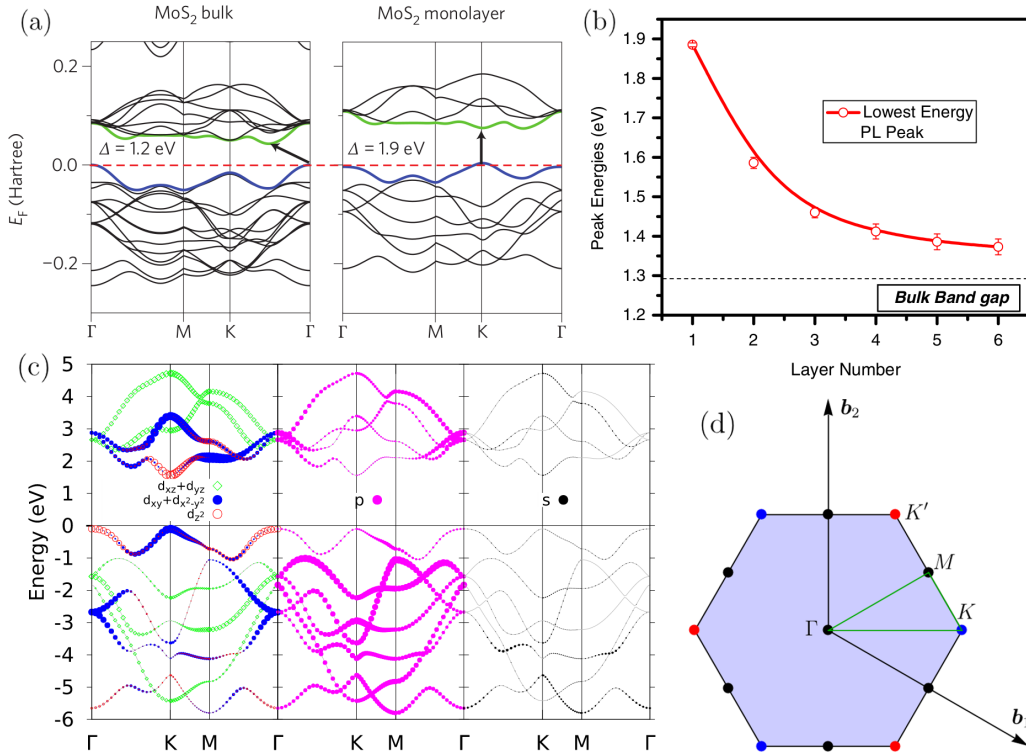 (a)
MoS2 bulk
MoS2 monolayer
0.2
0.0
−0.2
EF (Hartree)
Δ = 1.2 eV
Δ = 1.9 eV
Γ M K Γ
Γ M K Γ
(b)
1.9
1.8
1.7
1.6
1.5
1.4
1.3
1.2
Peak Energies (eV)
Lowest Energy
PL Peak
Bulk Band gap
1 2 3 4 5 6
Layer Number
(c)
5
4
3
2
1
0
-1
-2
-3
-4
-5
-6
Energy (eV)
dxz+dyz
dxy+dx²-y²
dz²
p
s
Γ K M Γ K M Γ K M Γ
(d)
b2
K′
M
K
Γ
b1